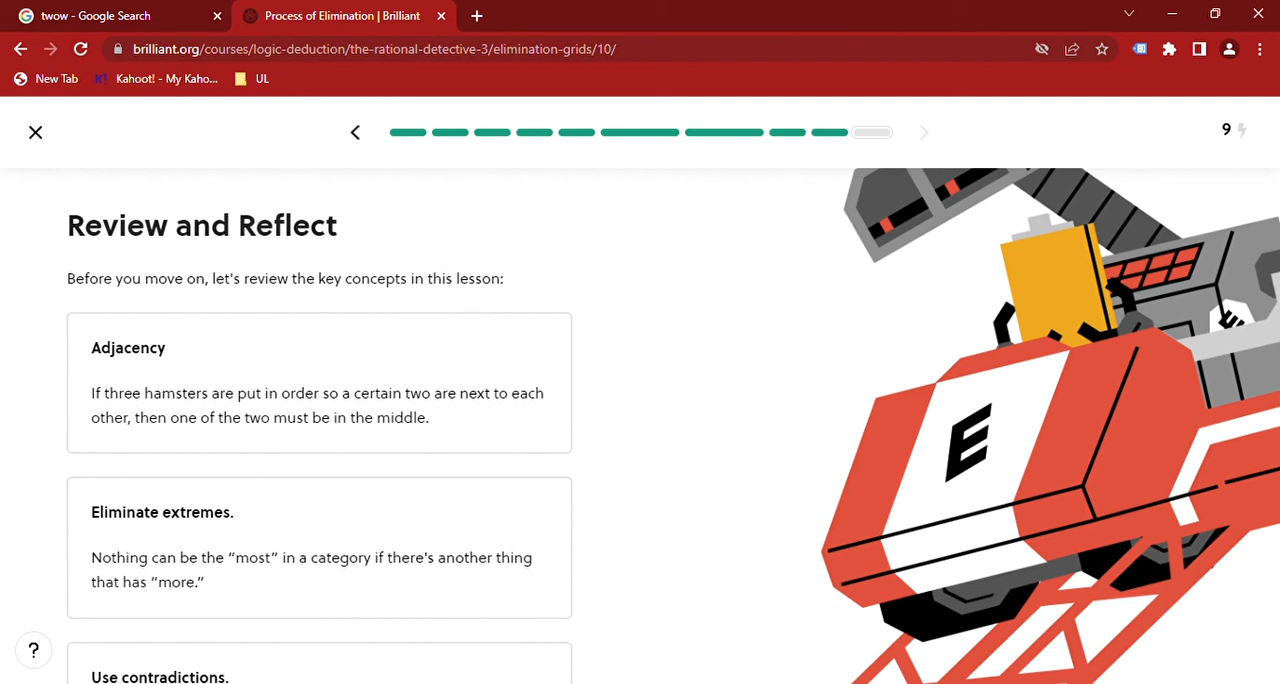 twow - Google Search
Process of Elimination | Brilliant
brilliant.org/courses/logic-deduction/the-rational-detective-3/elimination-grids/10/
New Tab
K! Kahoot! - My Kaho...
UL
9
Review and Reflect
Before you move on, let's review the key concepts in this lesson:
Adjacency
If three hamsters are put in order so a certain two are next to each
other, then one of the two must be in the middle.
Eliminate extremes.
Nothing can be the “most” in a category if there's another thing
that has “more.”
Use contradictions.
?
E
E